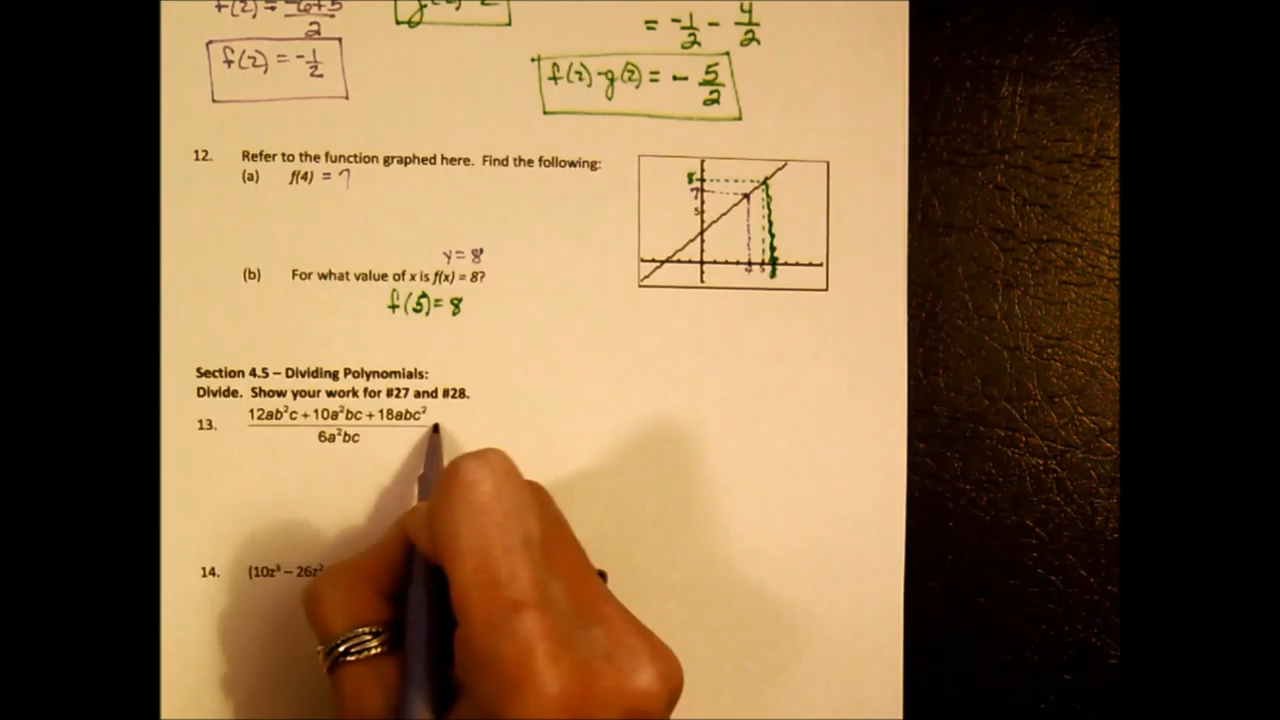 f(2) = -6+5
2
f(2) = -1/2
= -1/2 - 4/2
f(2)-g(2) = - 5/2
12. Refer to the function graphed here. Find the following:
(a) f(4) = 7
8
7
5
y = 8
(b) For what value of x is f(x) = 8?
f(5) = 8
Section 4.5 – Dividing Polynomials:
Divide. Show your work for #27 and #28.
13. 12ab²c + 10a²bc + 18abc²
6a²bc
14. (10z³ – 26z²